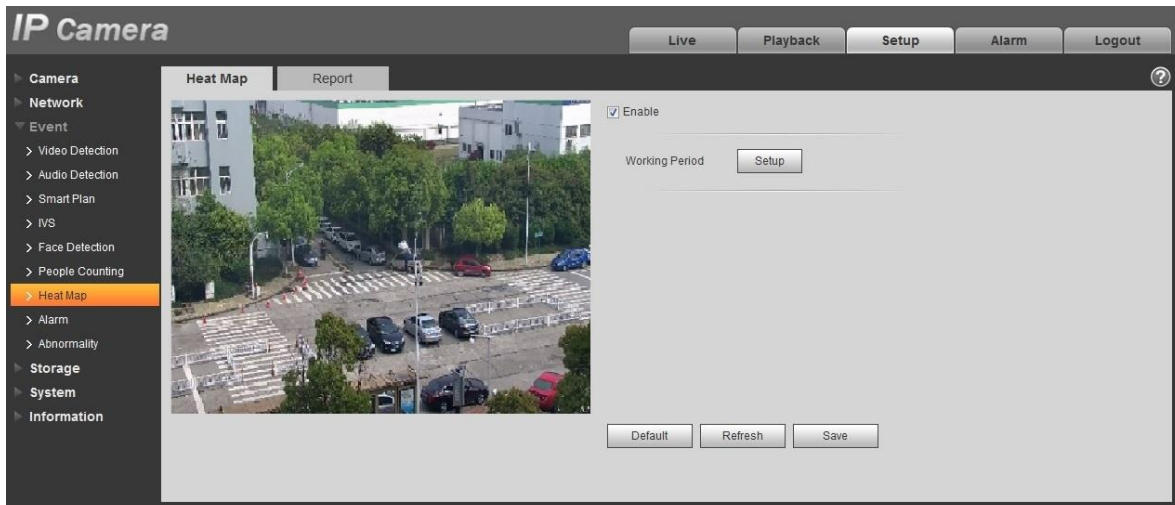 IP Camera
Live Playback Setup Alarm Logout
Camera
Network
Event
Video Detection
Audio Detection
Smart Plan
IVS
Face Detection
People Counting
Heat Map
Alarm
Abnormality
Storage
System
Information
Heat Map Report
?
Enable
Working Period Setup
Default Refresh Save